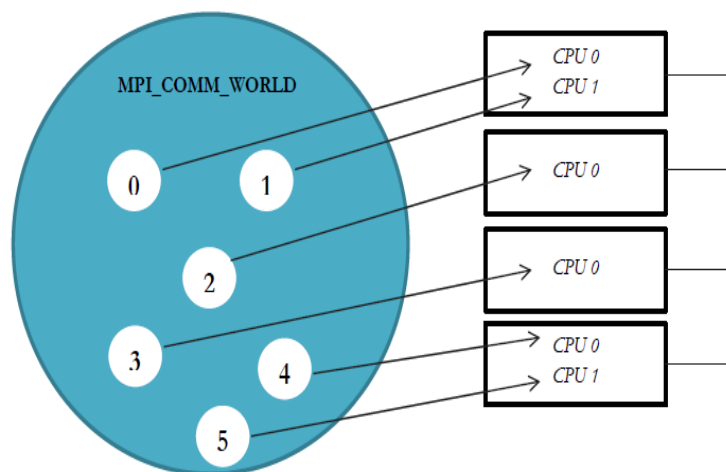 MPI_COMM_WORLD
0
1
2
3
4
5
CPU 0
CPU 1
CPU 0
CPU 0
CPU 0
CPU 1